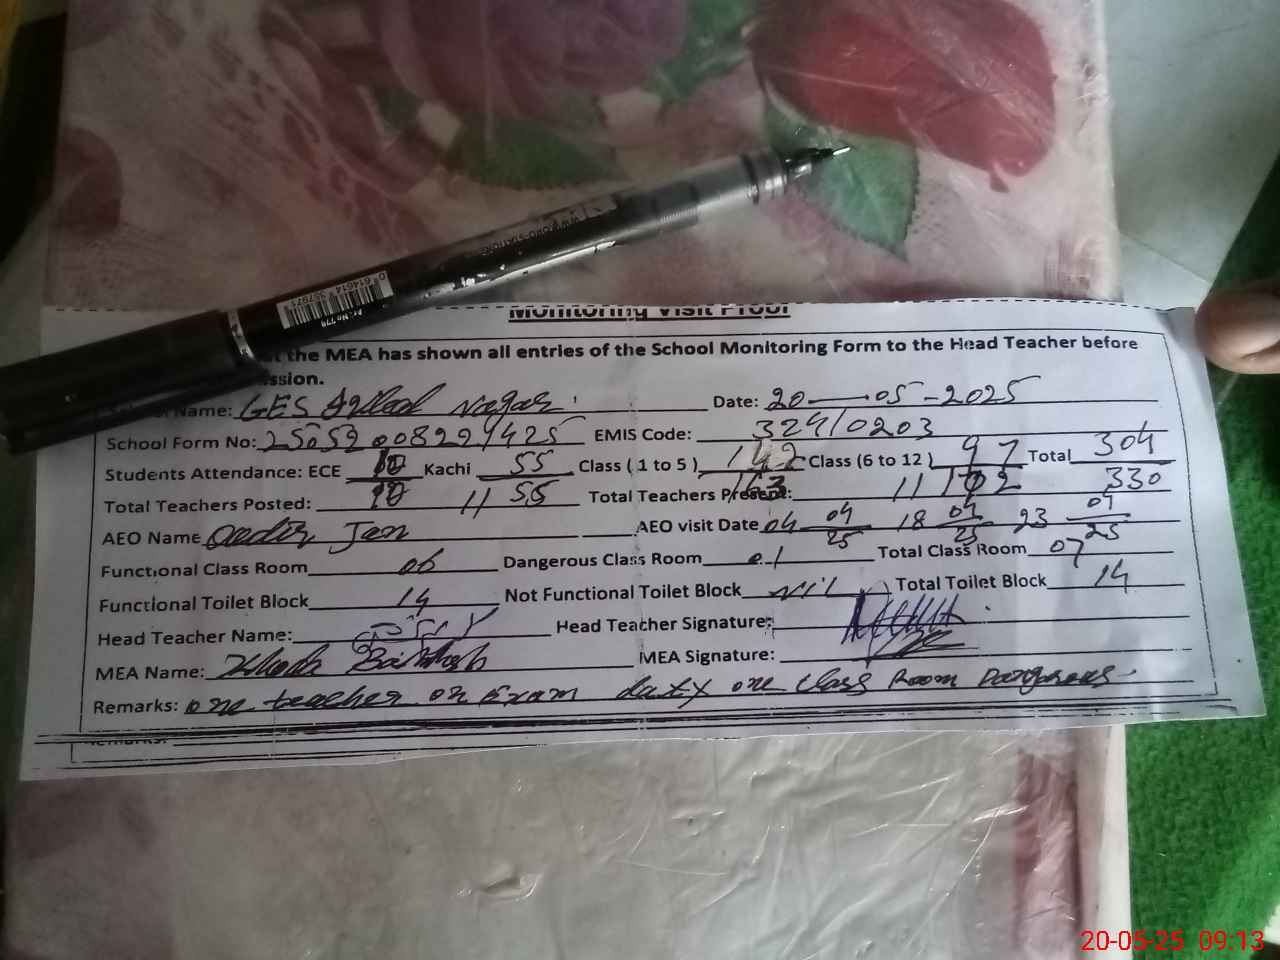 Monitoring Visit Proof
t the MEA has shown all entries of the School Monitoring Form to the Head Teacher before
ssion.
Name: GES Nagar Date: 20 — 05 - 2025
School Form No: EMIS Code: 32410203
Students Attendance: ECE 10 Kachi 55 Class ( 1 to 5 ) 142 Class (6 to 12 ) 97 Total 304
10 55 163 102 330
Total Teachers Posted: 11 Total Teachers Present: 11
AEO Name Jan AEO visit Date 04 04 25 18 04 25 23 04 25
Functional Class Room 06 Dangerous Class Room 01 Total Class Room 07
Functional Toilet Block 14 Not Functional Toilet Block Nil Total Toilet Block 14
Head Teacher Name: Head Teacher Signature:
MEA Name: MEA Signature:
Remarks: one teacher on Exam duty one Class Room Dangrous
Remarks:
20-05-25 09:13